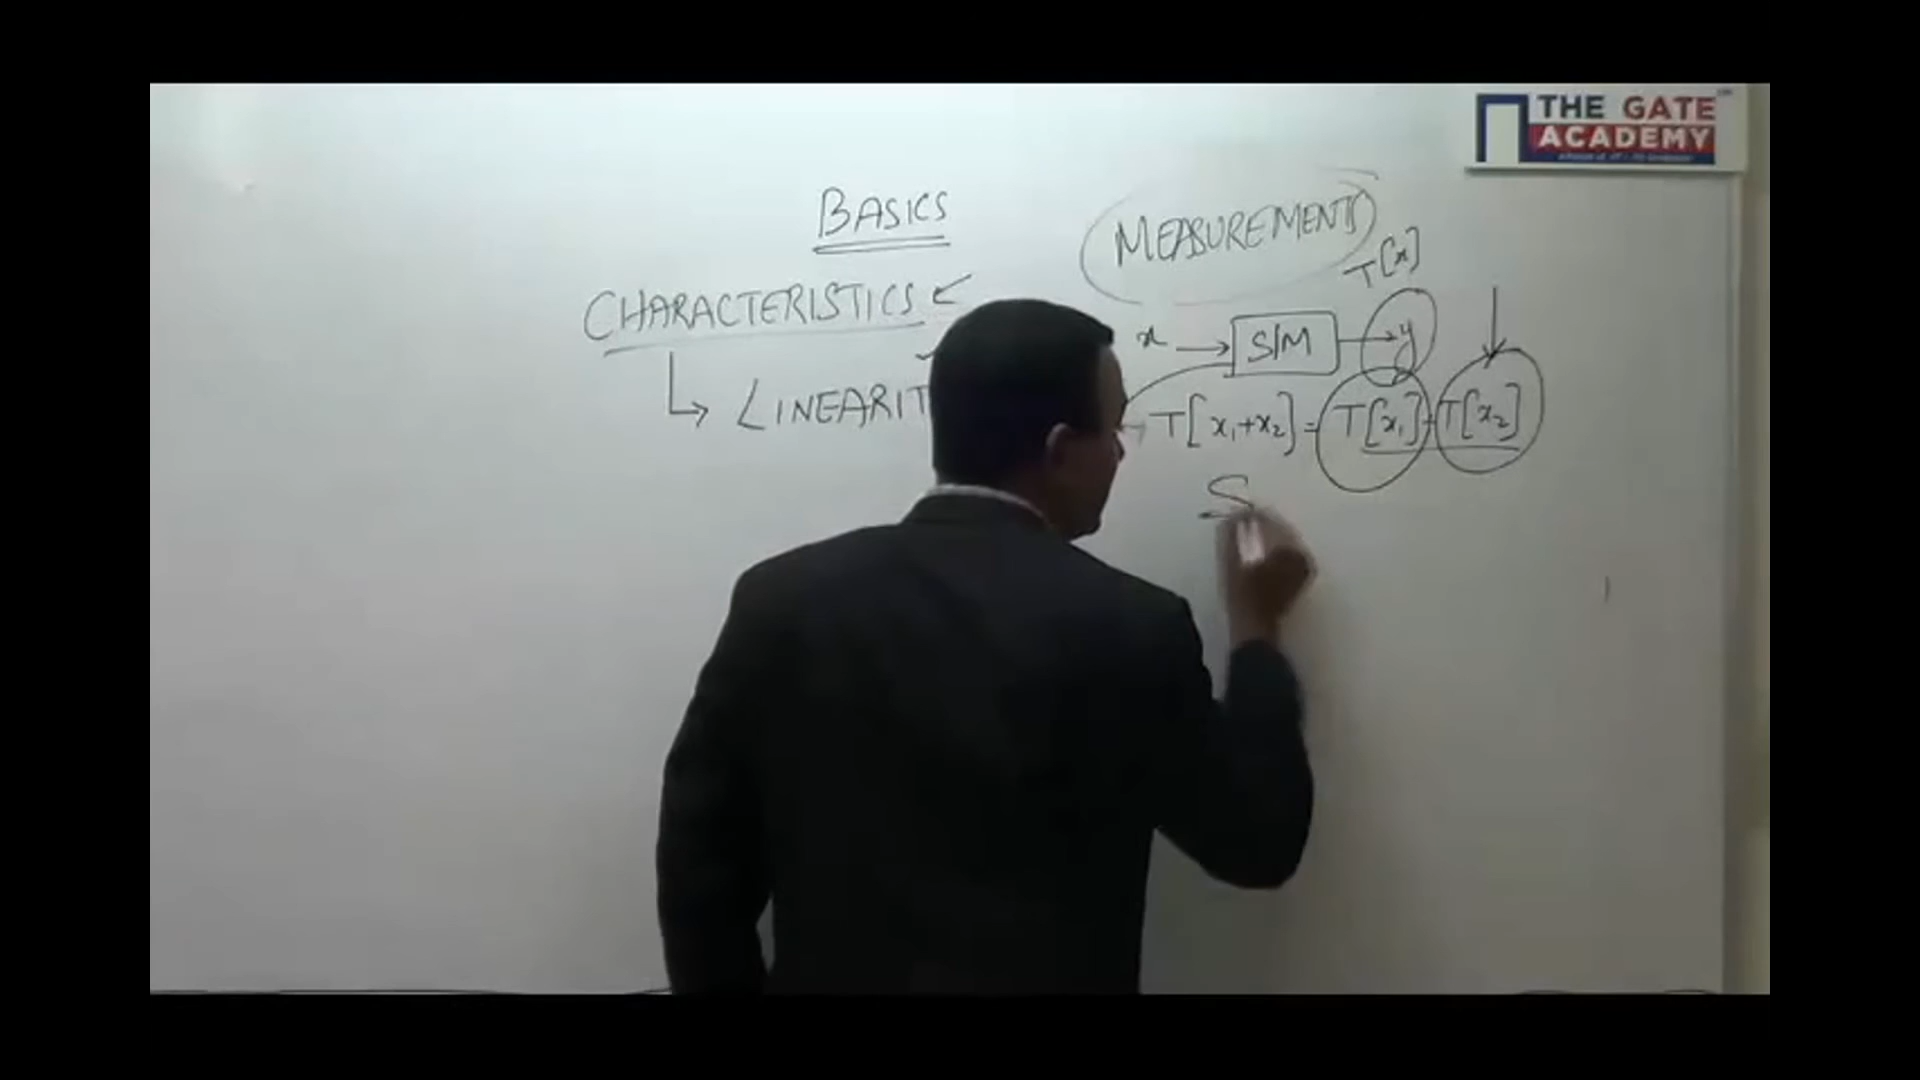 THE GATE
ACADEMY
BASICS
MEASUREMENTS
T[x]
CHARACTERISTICS
x → S/M → y
LINEARIT
T[x₁+x₂] = T[x₁] + T[x₂]
S